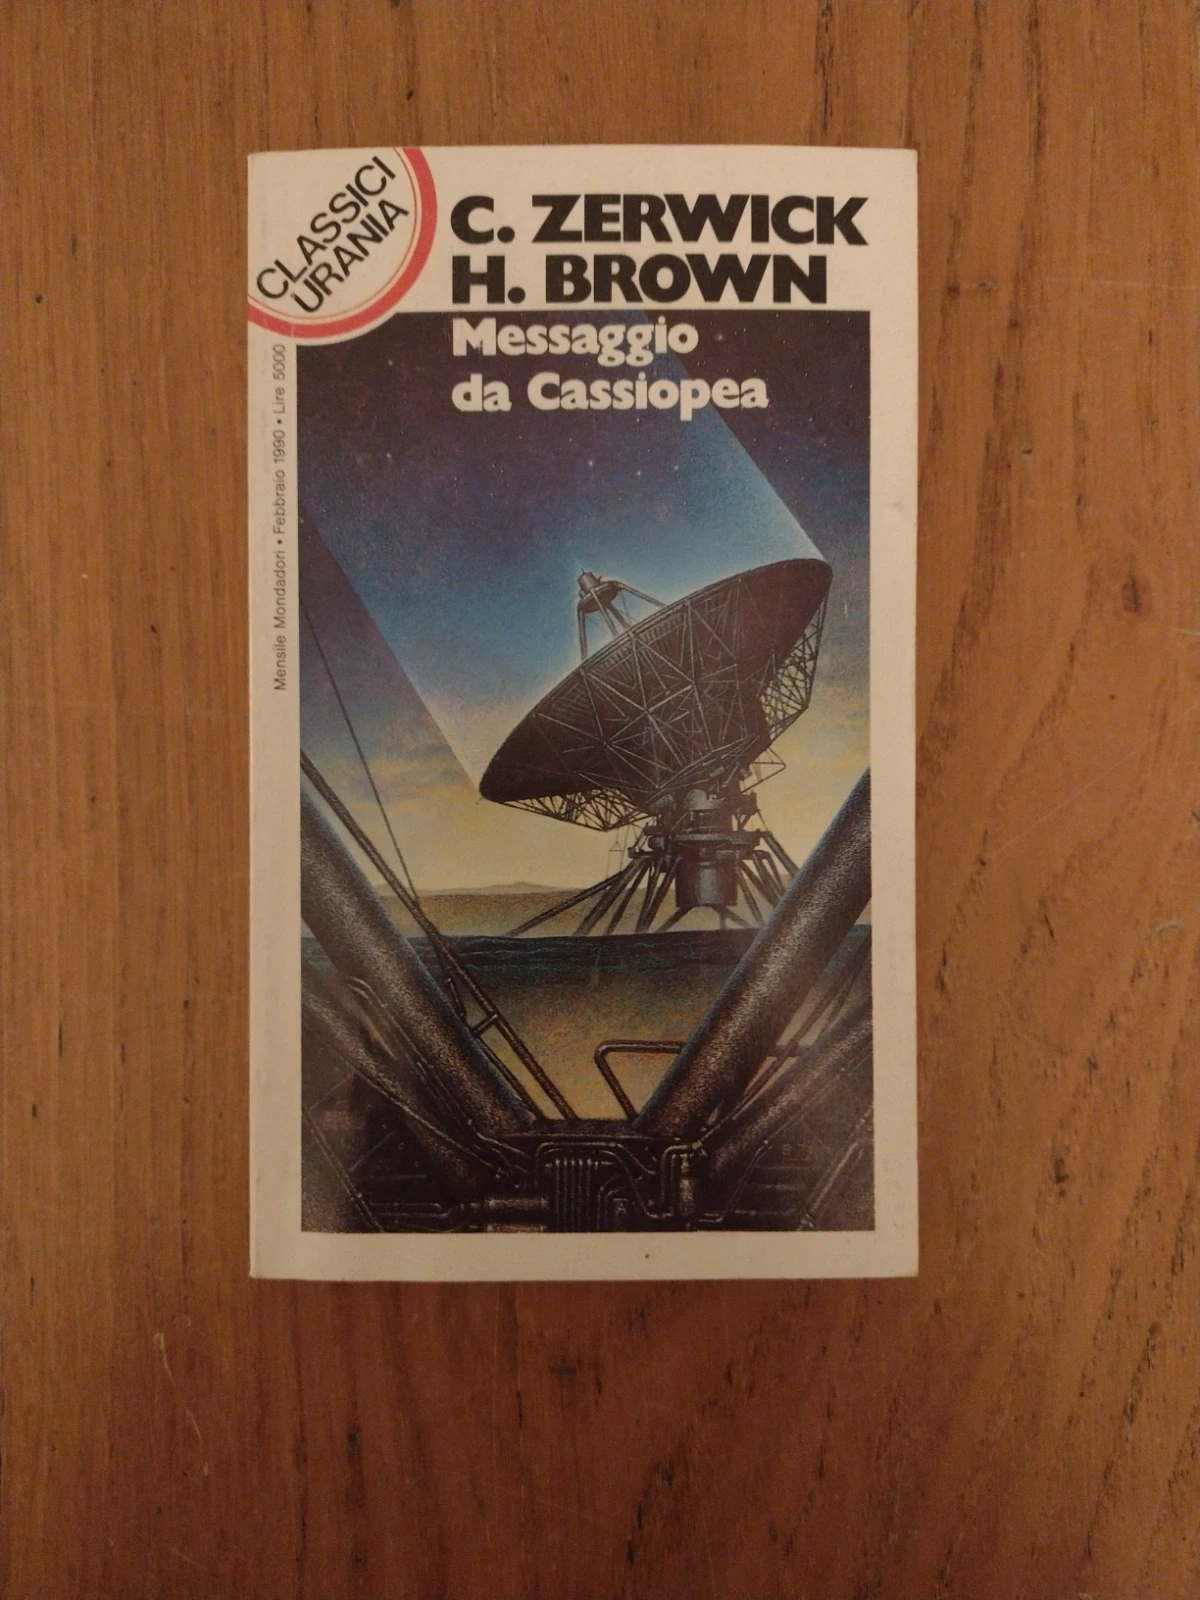 CLASSICI
URANIA
C. ZERWICK
H. BROWN
Messaggio
da Cassiopea
Mensile Mondadori • Febbraio 1990 • Lire 5000